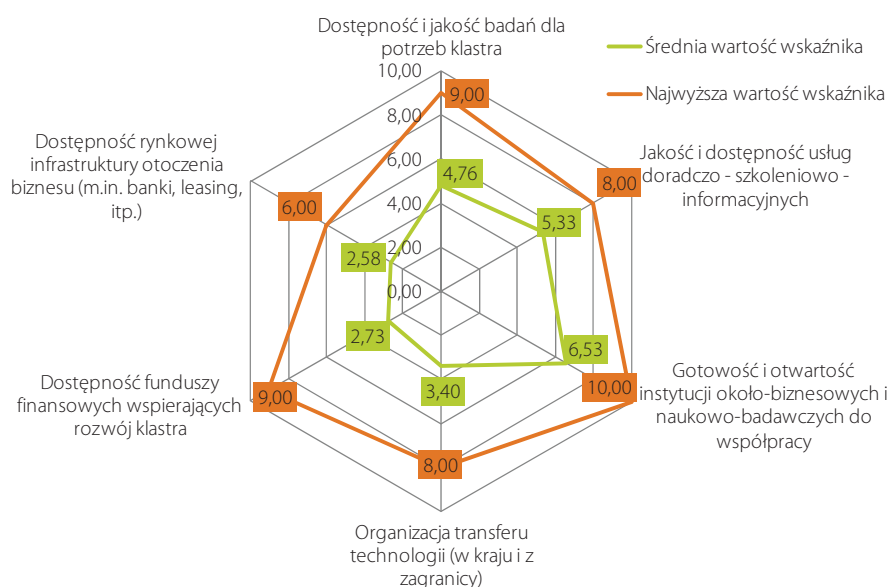 Dostępność i jakość badań dla
potrzeb klastra
Średnia wartość wskaźnika
Najwyższa wartość wskaźnika
10,00
8,00
6,00
4,00
2,00
0,00
9,00
4,76
Jakość i dostępność usług
doradczo - szkoleniowo -
informacyjnych
8,00
5,33
Gotowość i otwartość
instytucji około-biznesowych i
naukowo-badawczych do
współpracy
10,00
6,53
Organizacja transferu
technologii (w kraju i z
zagranicy)
8,00
3,40
Dostępność funduszy
finansowych wspierających
rozwój klastra
9,00
2,73
Dostępność rynkowej
infrastruktury otoczenia
biznesu (m.in. banki, leasing,
itp.)
6,00
2,58